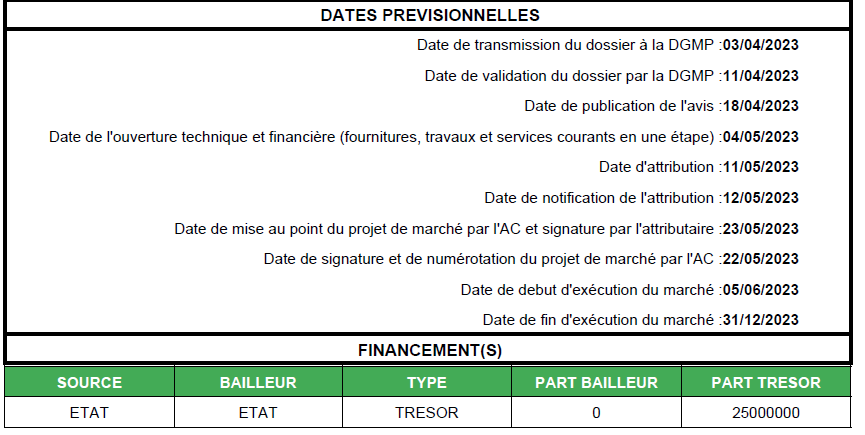 DATES PREVISIONNELLES
Date de transmission du dossier à la DGMP :03/04/2023
Date de validation du dossier par la DGMP :11/04/2023
Date de publication de l'avis :18/04/2023
Date de l'ouverture technique et financière (fournitures, travaux et services courants en une étape) :04/05/2023
Date d'attribution :11/05/2023
Date de notification de l'attribution :12/05/2023
Date de mise au point du projet de marché par l'AC et signature par l'attributaire :23/05/2023
Date de signature et de numérotation du projet de marché par l'AC :22/05/2023
Date de debut d'exécution du marché :05/06/2023
Date de fin d'exécution du marché :31/12/2023
FINANCEMENT(S)
SOURCE BAILLEUR TYPE PART BAILLEUR PART TRESOR
ETAT ETAT TRESOR 0 25000000